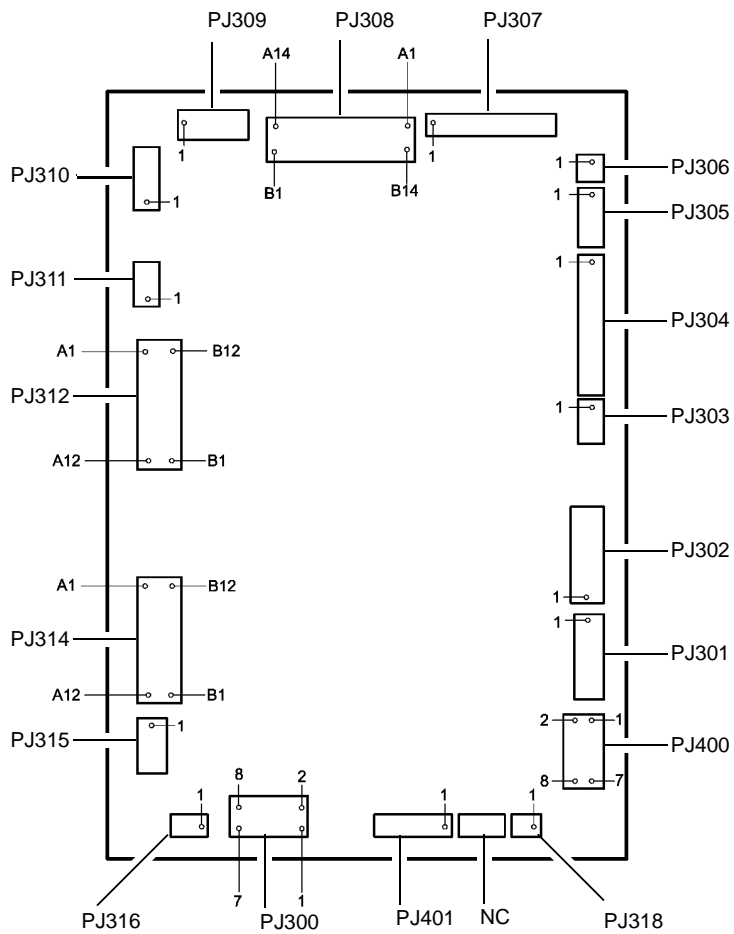 PJ309 PJ308 PJ307
A14 A1
1 1
B1 B14
PJ310 1
1 PJ306
1 PJ305
PJ311 1
1 PJ304
A1 B12
PJ312
1 PJ303
A12 B1
PJ302
1
A1 B12
1 PJ301
PJ314
A12 B1
2 1
PJ315 1
PJ400
8 7
8 2
1 1 1
7 1
PJ316 PJ300 PJ401 NC PJ318